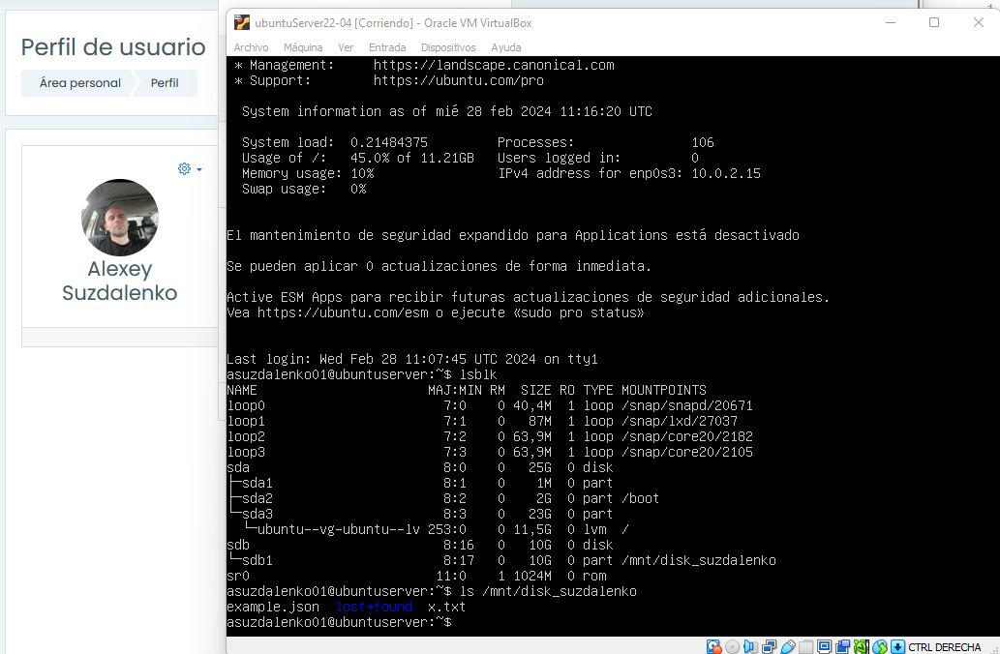 Perfil de usuario
Área personal
Perfil
Alexey
Suzdalenko
ubuntuServer22-04 [Corriendo] - Oracle VM VirtualBox
Archivo Máquina Ver Entrada Dispositivos Ayuda
* Management: https://landscape.canonical.com
* Support: https://ubuntu.com/pro
System information as of mié 28 feb 2024 11:16:20 UTC
System load: 0.21484375 Processes: 106
Usage of /: 45.0% of 11.21GB Users logged in: 0
Memory usage: 10% IPv4 address for enp0s3: 10.0.2.15
Swap usage: 0%
El mantenimiento de seguridad expandido para Applications está desactivado
Se pueden aplicar 0 actualizaciones de forma inmediata.
Active ESM Apps para recibir futuras actualizaciones de seguridad adicionales.
Vea https://ubuntu.com/esm o ejecute «sudo pro status»
Last login: Wed Feb 28 11:07:45 UTC 2024 on tty1
asuzdalenko01@ubuntuserver:~$ lsblk
NAME MAJ:MIN RM SIZE RO TYPE MOUNTPOINTS
loop0 7:0 0 40,4M 1 loop /snap/snapd/20671
loop1 7:1 0 87M 1 loop /snap/lxd/27037
loop2 7:2 0 63,9M 1 loop /snap/core20/2182
loop3 7:3 0 63,9M 1 loop /snap/core20/2105
sda 8:0 0 25G 0 disk
├─sda1 8:1 0 1M 0 part
├─sda2 8:2 0 2G 0 part /boot
└─sda3 8:3 0 23G 0 part
└─ubuntu--vg-ubuntu--lv 253:0 0 11,5G 0 lvm /
sdb 8:16 0 10G 0 disk
└─sdb1 8:17 0 10G 0 part /mnt/disk_suzdalenko
sr0 11:0 1 1024M 0 rom
asuzdalenko01@ubuntuserver:~$ ls /mnt/disk_suzdalenko
example.json lost+found x.txt
asuzdalenko01@ubuntuserver:~$
CTRL DERECHA